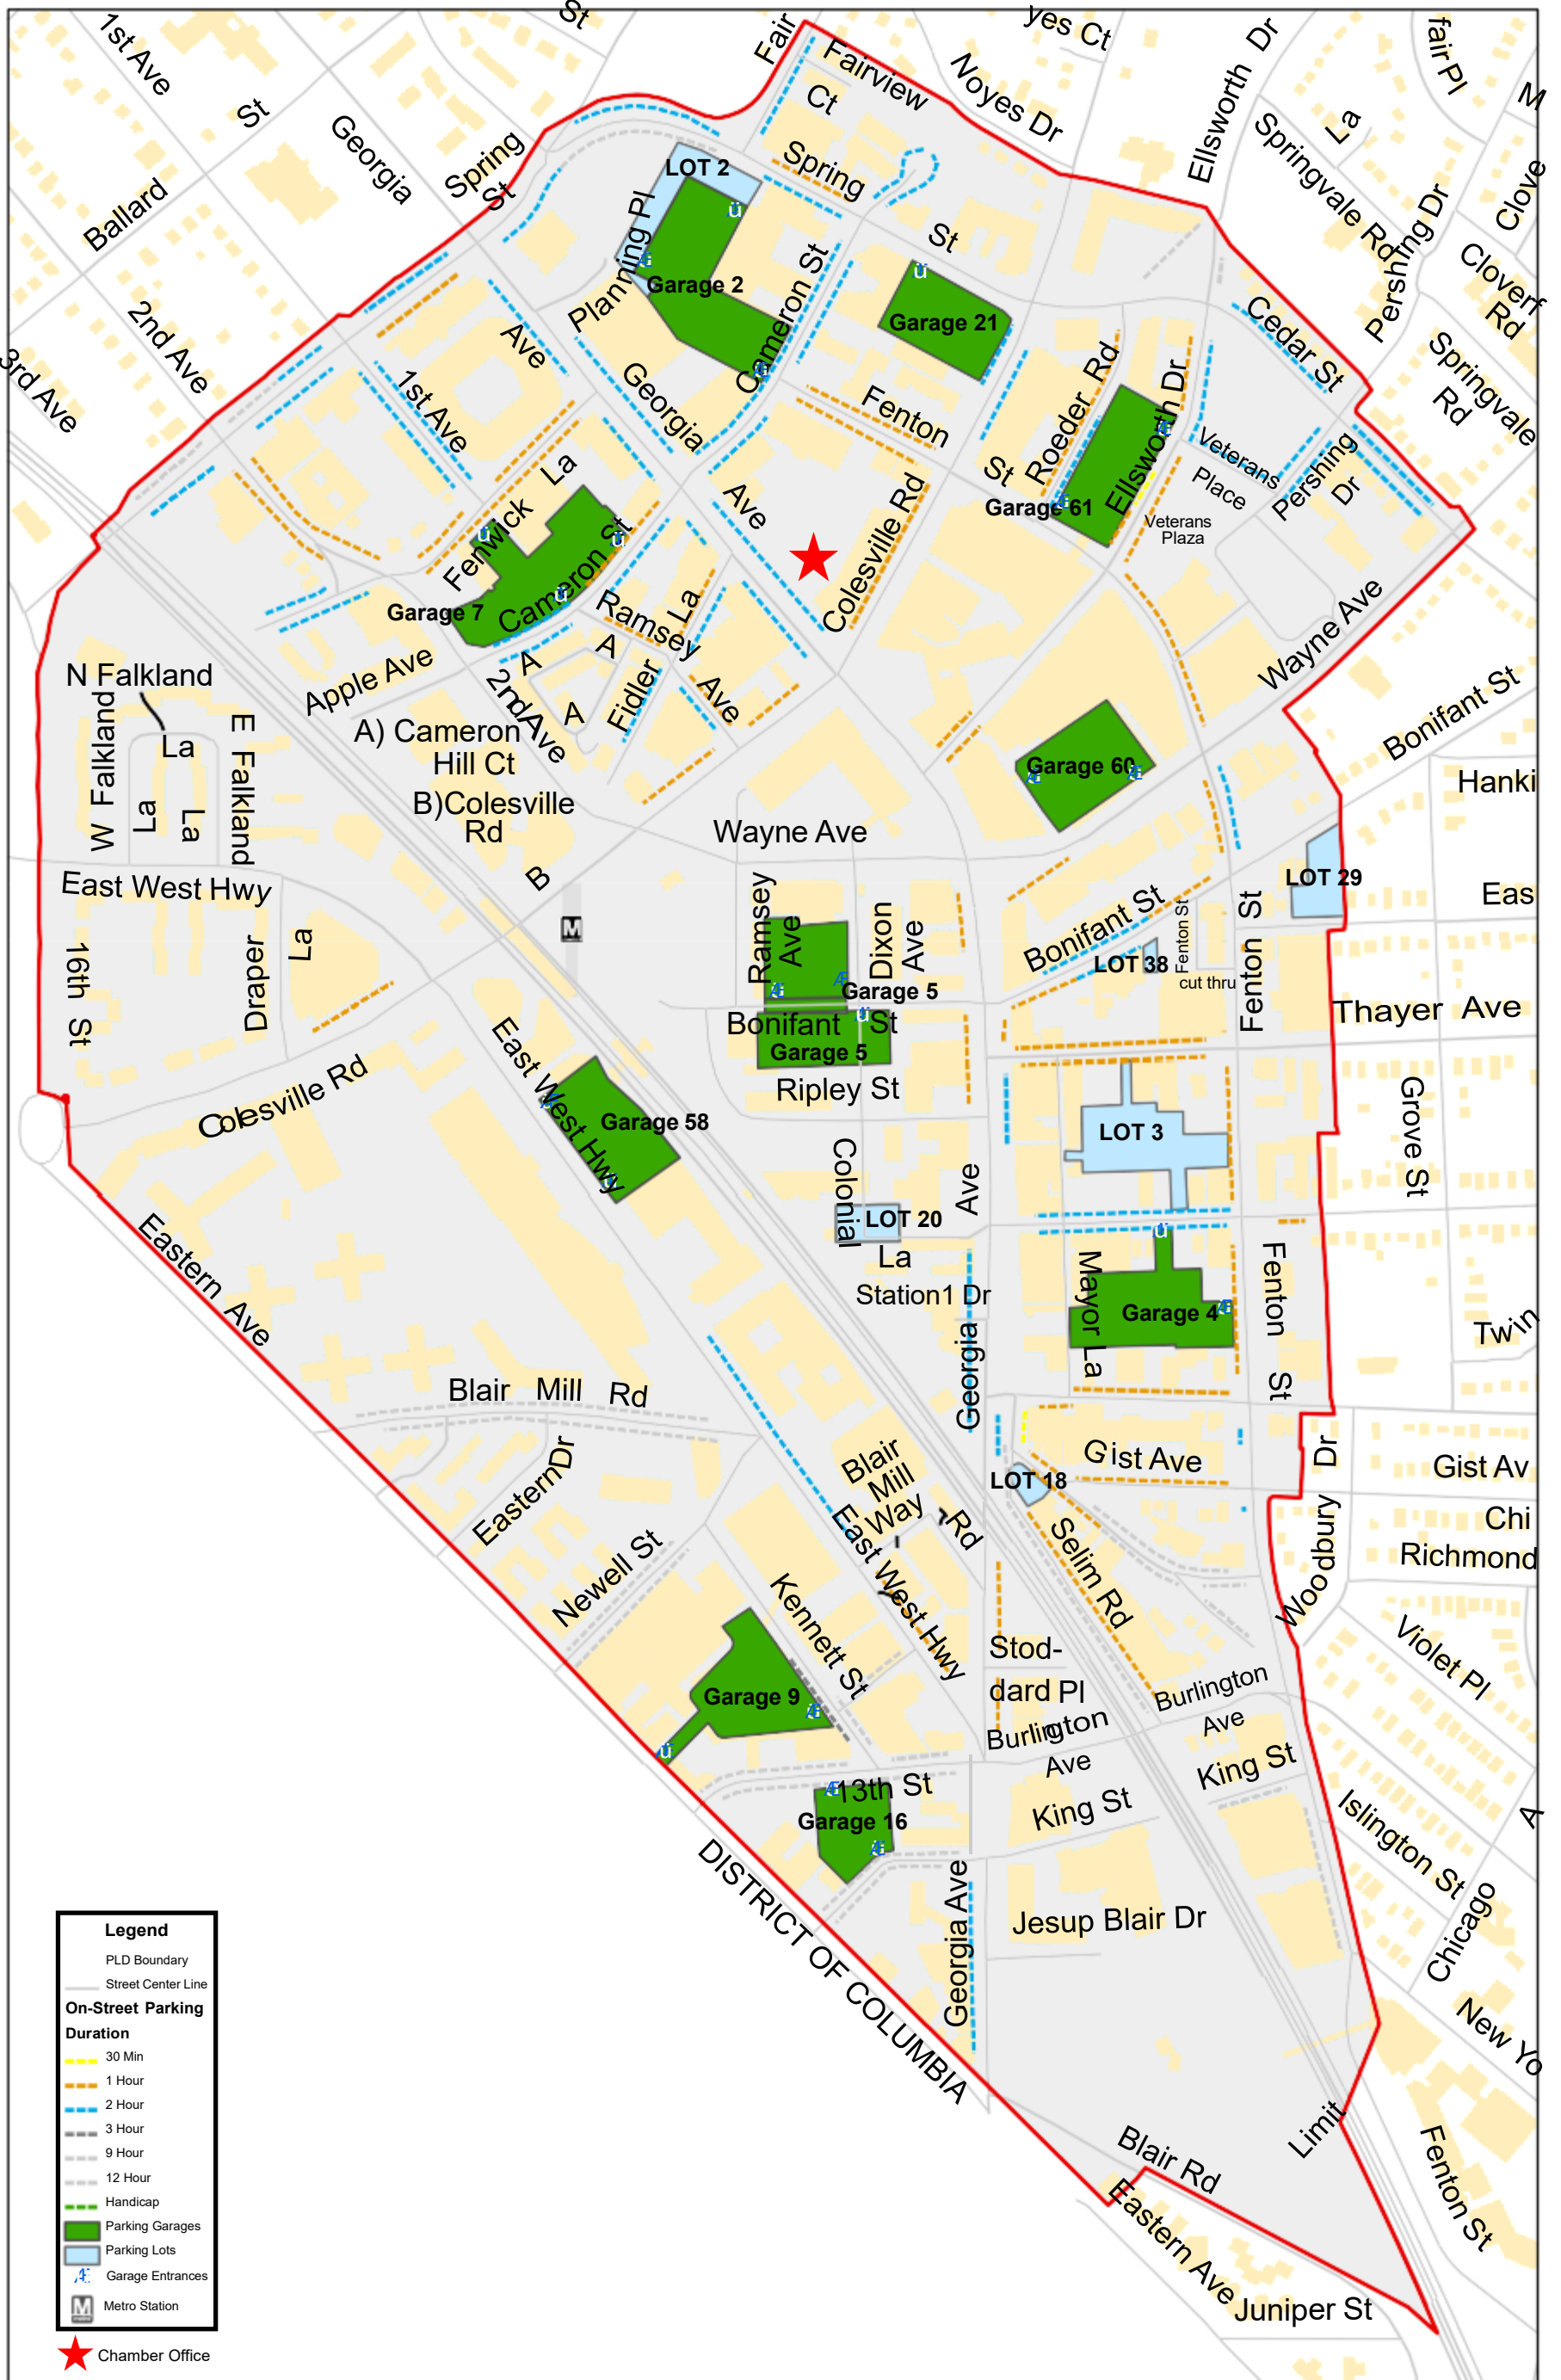 St
Fair
yes Ct
Ellsworth Dr
fair Pl
1st Ave
Fairview
Noyes Dr
M
Ct
La
St
Georgia
Spring
St
Springvale Rd
Clove
Ballard
LOT 2
Spring
Pershing Dr
Planning Pl
St
Cloverf
Rd
Garage 2
Cameron St
Garage 21
Cedar St
2nd Ave
Ave
3rd Ave
1st Ave
Georgia
Fenton
Roeder Rd
Ellsworth Dr
Springvale
Rd
Veterans
Place
Pershing
Dr
St
La
Ave
Garage 61
Veterans
Plaza
Fenwick
Colesville Rd
Cameron St
Garage 7
Ramsey
La
A
Wayne Ave
Apple Ave
A
2nd Ave
Fidler
Ave
A
N Falkland
La
W Falkland
La
La
E Falkland
A) Cameron
Hill Ct
B)Colesville
Rd
B
Bonifant St
Garage 60
Hanki
Wayne Ave
East West Hwy
LOT 29
Eas
M
Ramsey
Ave
Dixon
Ave
Bonifant St
LOT 38
Fenton St
cut thru
Fenton St
16th St
Draper
La
Garage 5
Thayer Ave
Bonifant St
Garage 5
Ripley St
East West Hwy
Colesville Rd
Garage 58
LOT 3
Grove St
Colonial
La
LOT 20
Ave
Station1 Dr
Georgia
Mayor La
Garage 4
Fenton St
Twin
Eastern Ave
Blair Mill Rd
Eastern Dr
Blair
Mill
Way
Rd
LOT 18
Gist Ave
Gist Av
Woodbury Dr
Chi
Richmond
Newell St
East West Hwy
Selim Rd
Kennett St
Violet Pl
Garage 9
Stod-
dard Pl
Burlington
Ave
Burlington
Ave
King St
King St
13th St
Garage 16
Islington St
A
Chicago
DISTRICT OF COLUMBIA
Georgia Ave
Jesup Blair Dr
New Yo
Limit
Blair Rd
Fenton St
Eastern Ave
Juniper St
Legend
PLD Boundary
Street Center Line
On-Street Parking
Duration
30 Min
1 Hour
2 Hour
3 Hour
9 Hour
12 Hour
Handicap
Parking Garages
Parking Lots
Æ Garage Entrances
M Metro Station
Chamber Office